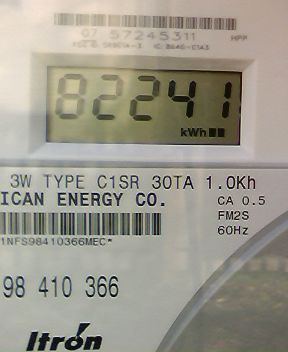 07 57245311 HPP
82241
kWh
3W TYPE C1SR 30TA 1.0Kh
ICAN ENERGY CO. CA 0.5
FM2S
1NFS98410366MEC* 60Hz
98 410 366
Itron